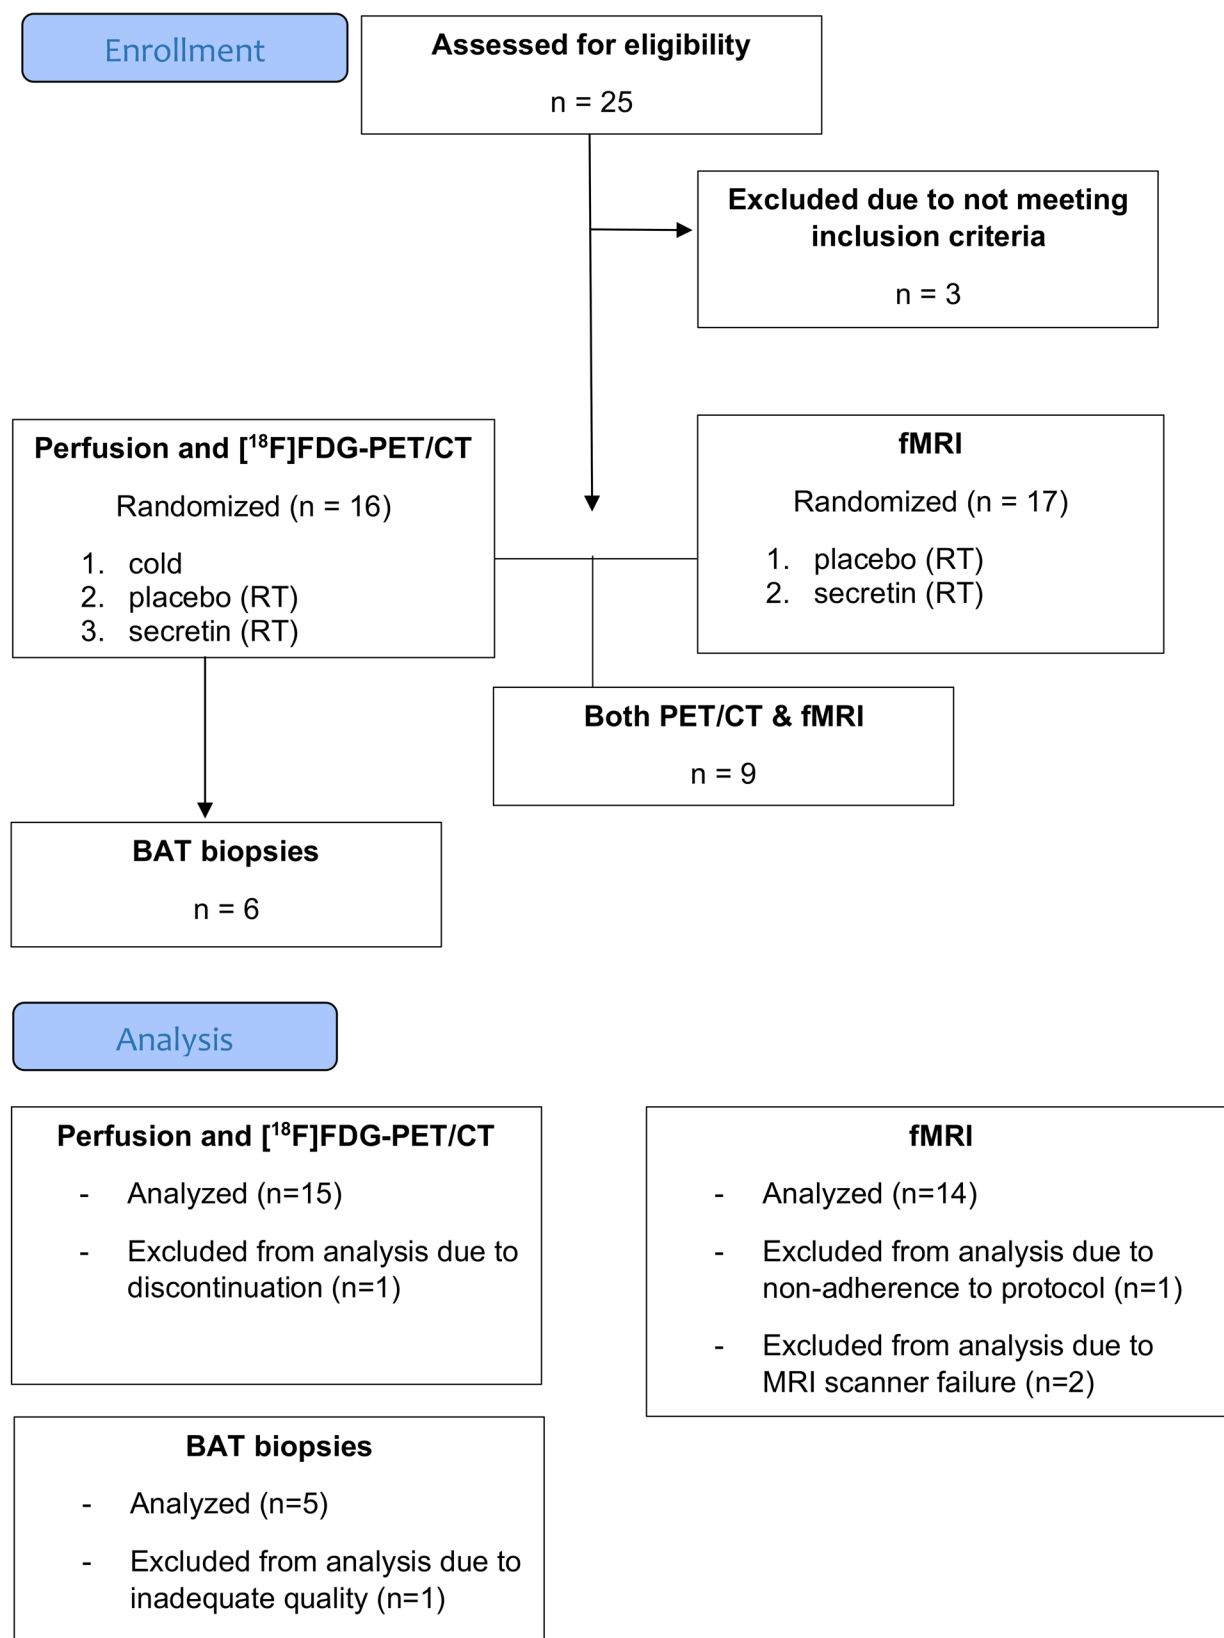 Enrollment
Assessed for eligibility
n = 25
Excluded due to not meeting
inclusion criteria
n = 3
Perfusion and [¹⁸F]FDG-PET/CT
Randomized (n = 16)
1. cold
2. placebo (RT)
3. secretin (RT)
fMRI
Randomized (n = 17)
1. placebo (RT)
2. secretin (RT)
Both PET/CT & fMRI
n = 9
BAT biopsies
n = 6
Analysis
Perfusion and [¹⁸F]FDG-PET/CT
- Analyzed (n=15)
- Excluded from analysis due to
discontinuation (n=1)
fMRI
- Analyzed (n=14)
- Excluded from analysis due to
non-adherence to protocol (n=1)
- Excluded from analysis due to
MRI scanner failure (n=2)
BAT biopsies
- Analyzed (n=5)
- Excluded from analysis due to
inadequate quality (n=1)